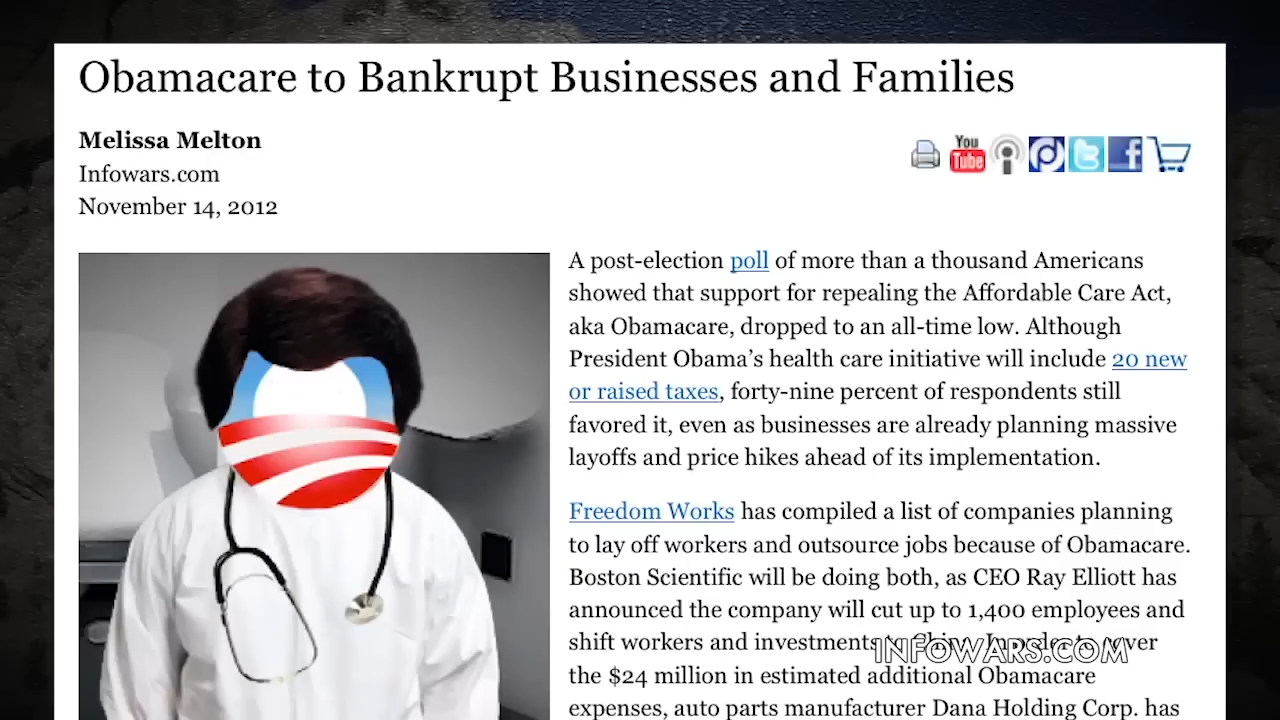 Obamacare to Bankrupt Businesses and Families
Melissa Melton
Infowars.com
November 14, 2012
You
Tube
A post-election poll of more than a thousand Americans
showed that support for repealing the Affordable Care Act,
aka Obamacare, dropped to an all-time low. Although
President Obama’s health care initiative will include 20 new
or raised taxes, forty-nine percent of respondents still
favored it, even as businesses are already planning massive
layoffs and price hikes ahead of its implementation.
Freedom Works has compiled a list of companies planning
to lay off workers and outsource jobs because of Obamacare.
Boston Scientific will be doing both, as CEO Ray Elliott has
announced the company will cut up to 1,400 employees and
shift workers and investments
INFOWARS.COM
the $24 million in estimated additional Obamacare
expenses, auto parts manufacturer Dana Holding Corp. has